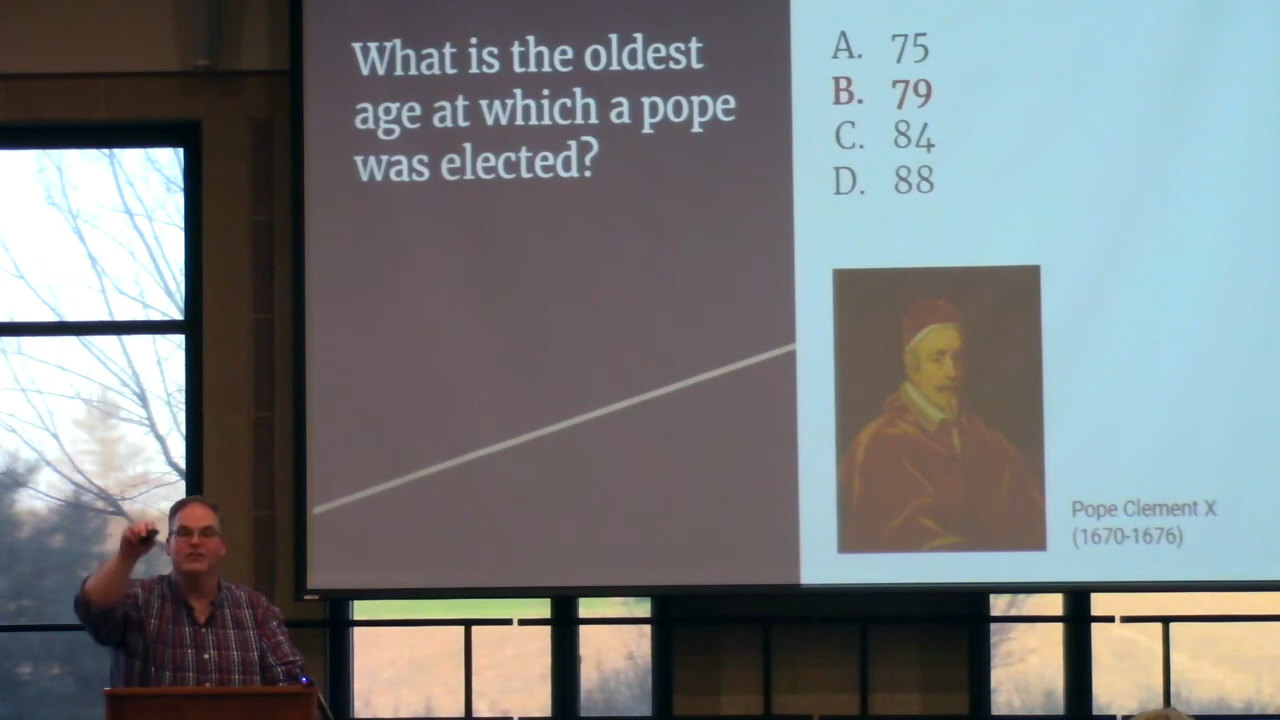 What is the oldest
age at which a pope
was elected?
A. 75
B. 79
C. 84
D. 88
Pope Clement X
(1670-1676)